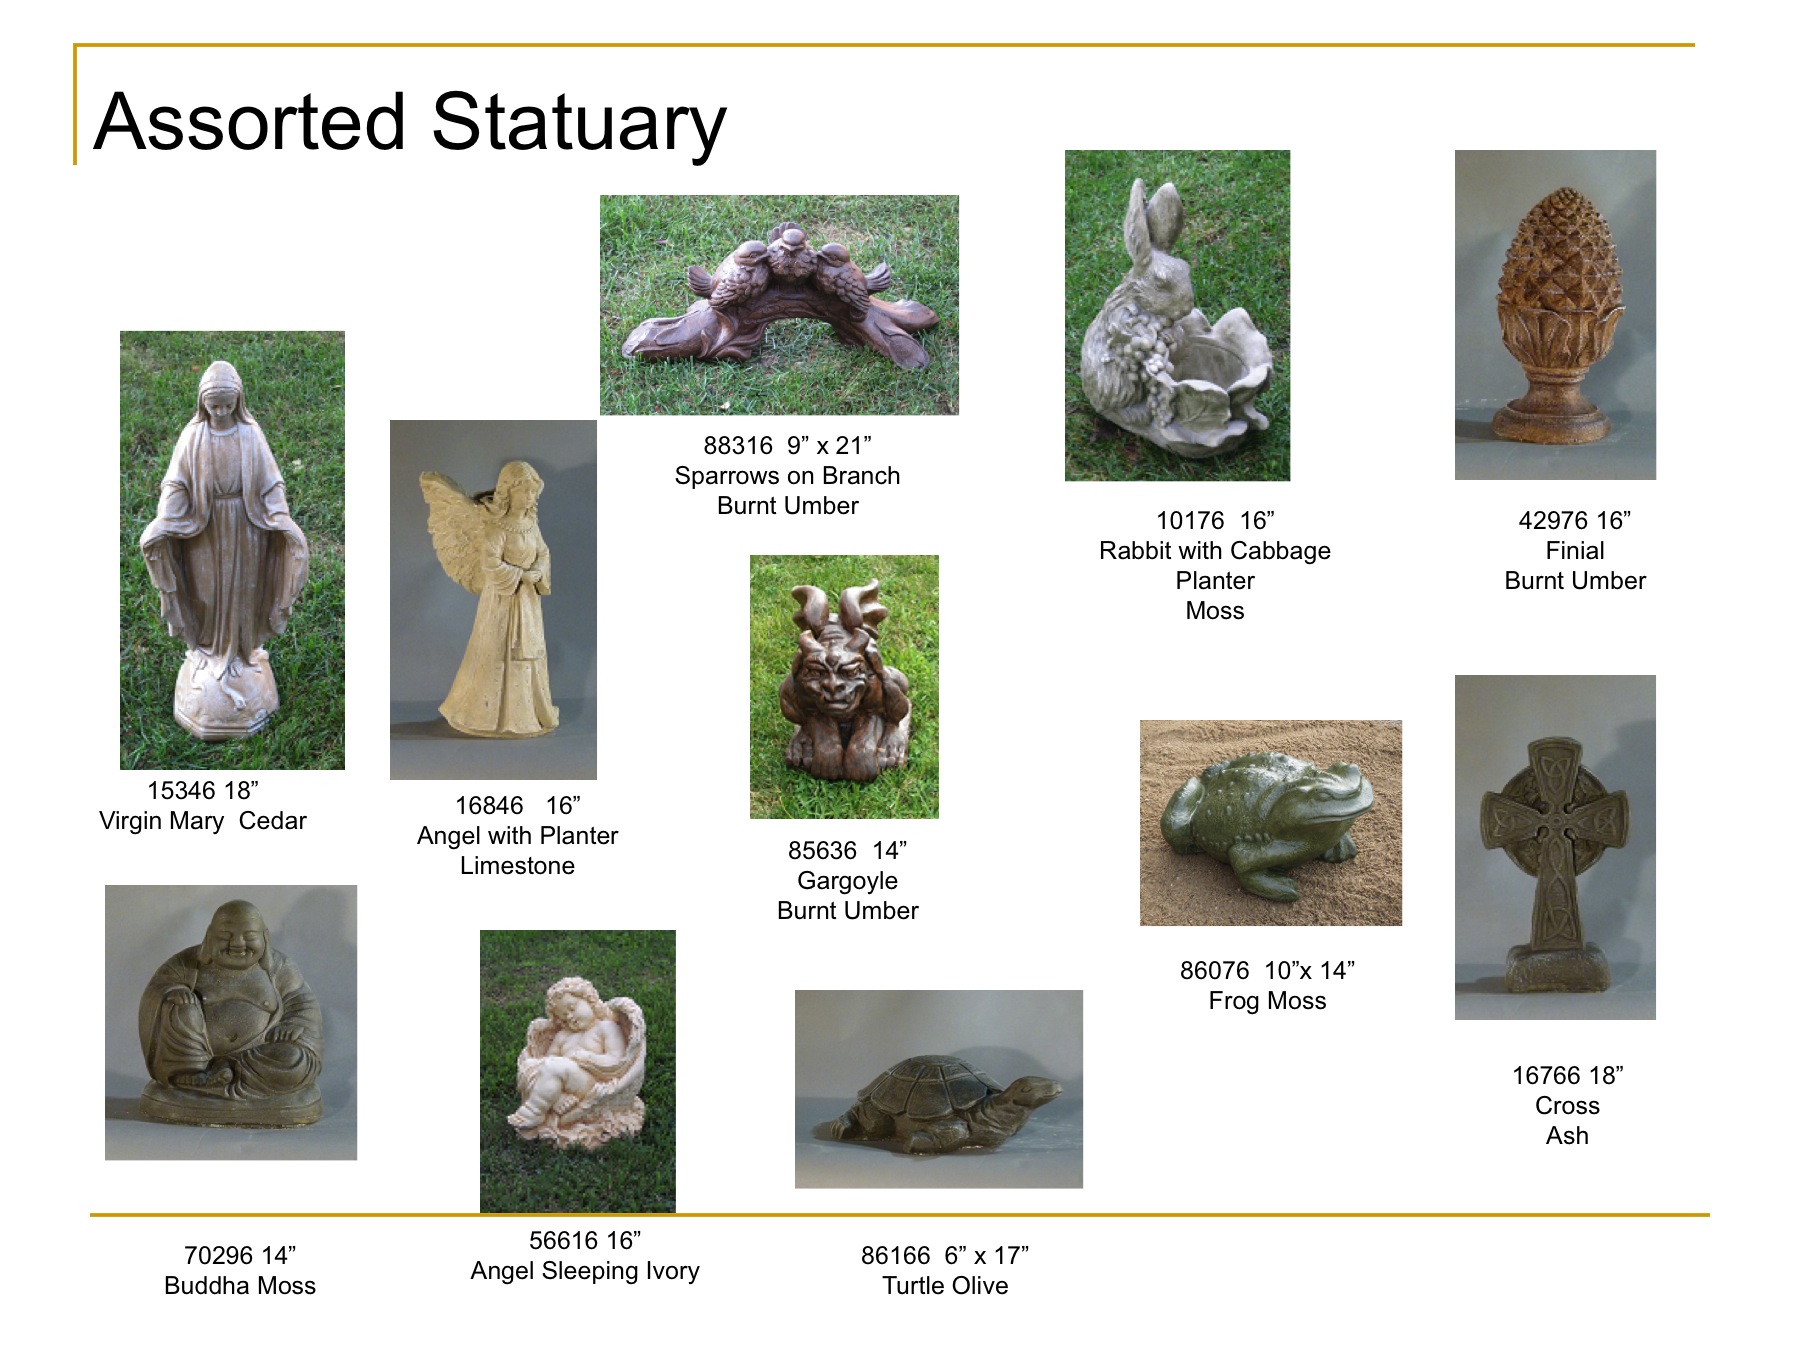 Assorted Statuary
88316  9” x 21”
Sparrows on Branch
Burnt Umber
10176  16”
Rabbit with Cabbage
Planter
Moss
42976 16”
Finial
Burnt Umber
15346 18”
Virgin Mary  Cedar
16846   16”
Angel with Planter
Limestone
85636  14”
Gargoyle
Burnt Umber
86076  10”x 14”
Frog Moss
16766 18”
Cross
Ash
70296 14”
Buddha Moss
56616 16”
Angel Sleeping Ivory
86166  6” x 17”
Turtle Olive